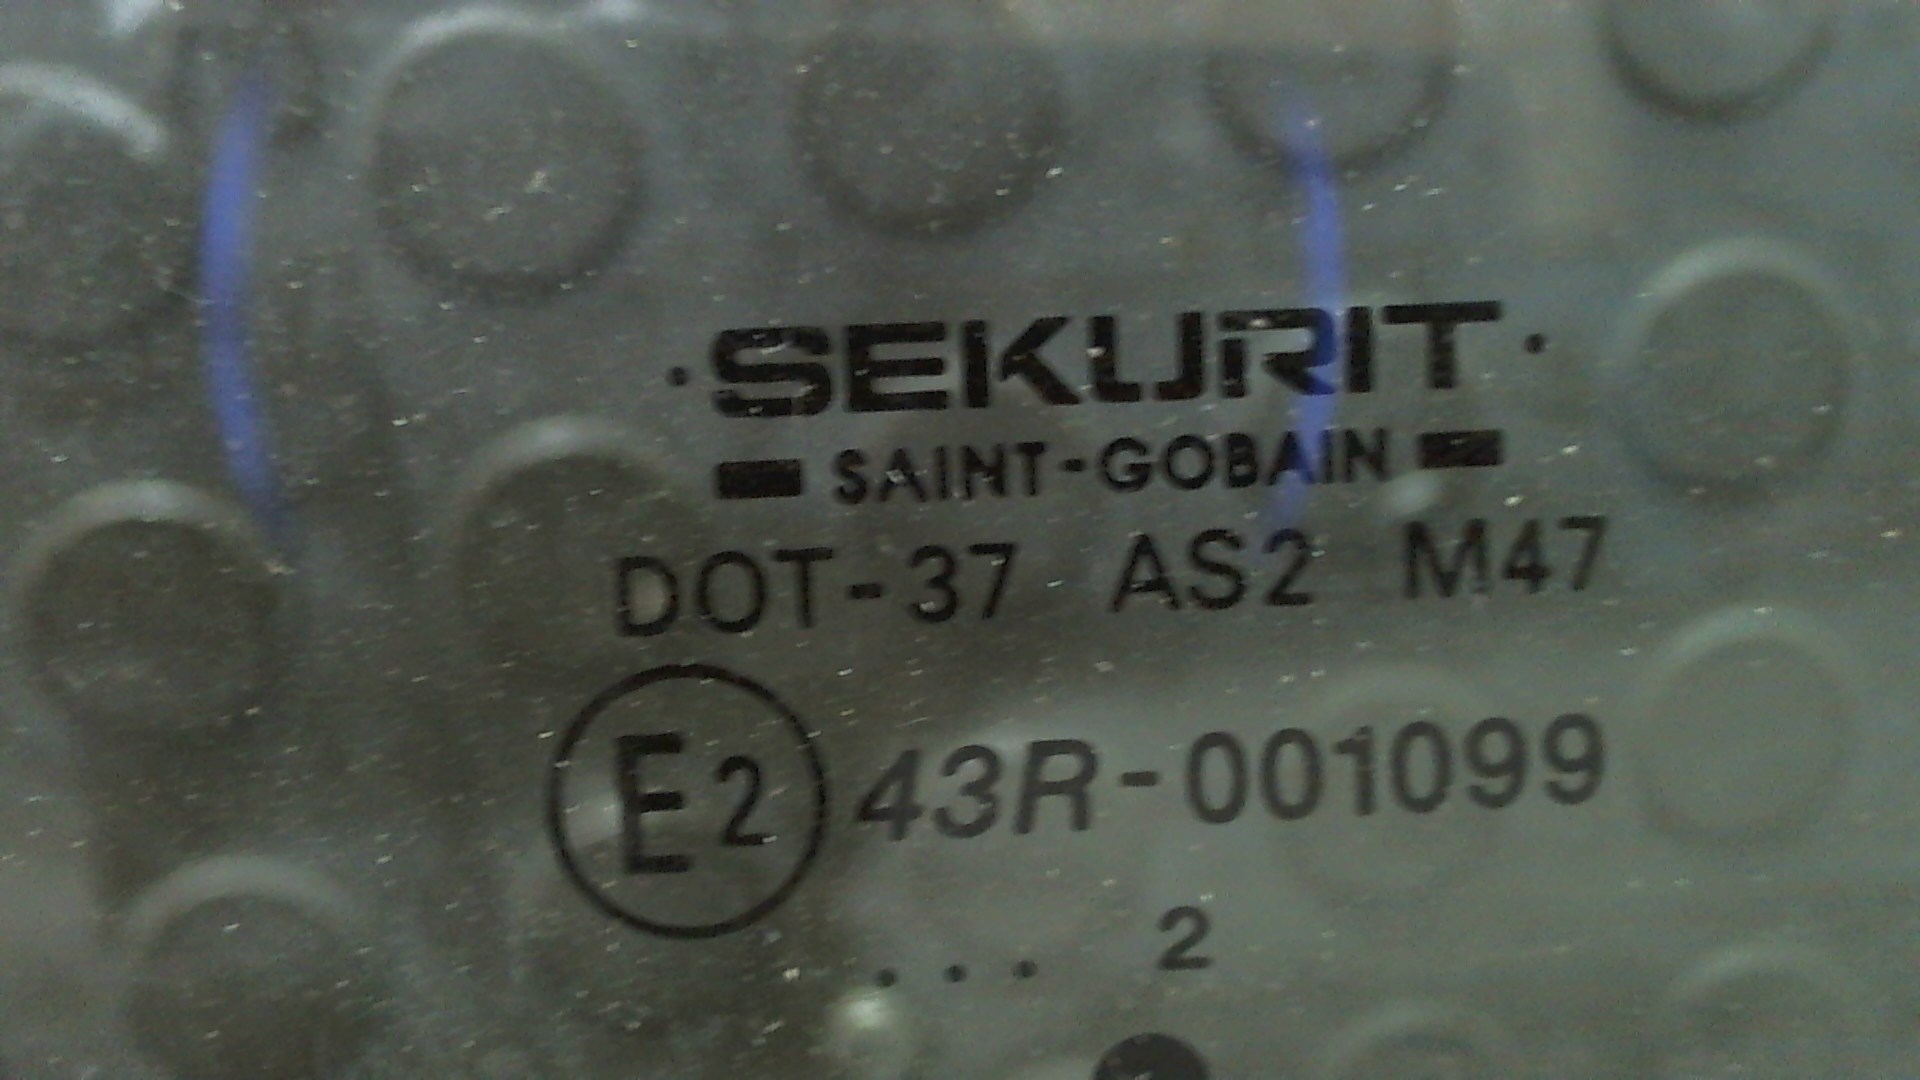 ·SEKURIT·
SAINT-GOBAIN
DOT-37 AS2 M47
E2 43R-001099
... 2